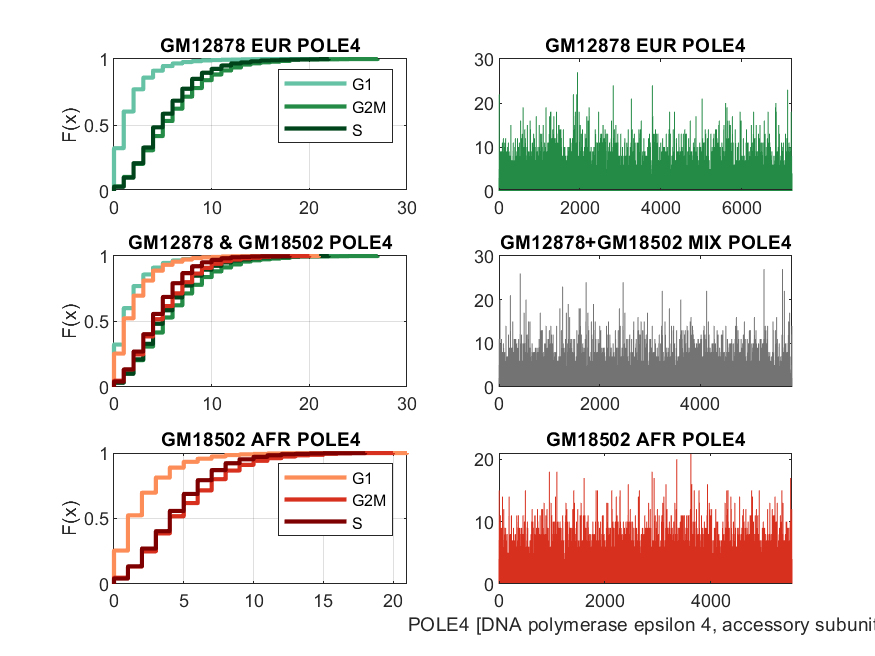 GM12878 EUR POLE4
F(x)
1
0.5
0
0 10 20 30
G1
G2M
S
GM12878 EUR POLE4
30
20
10
0
0 2000 4000 6000
GM12878 & GM18502 POLE4
F(x)
1
0.5
0
0 10 20 30
GM12878+GM18502 MIX POLE4
30
20
10
0
0 2000 4000
GM18502 AFR POLE4
F(x)
1
0.5
0
0 5 10 15 20
G1
G2M
S
GM18502 AFR POLE4
20
10
0
0 2000 4000
POLE4 [DNA polymerase epsilon 4, accessory subunit